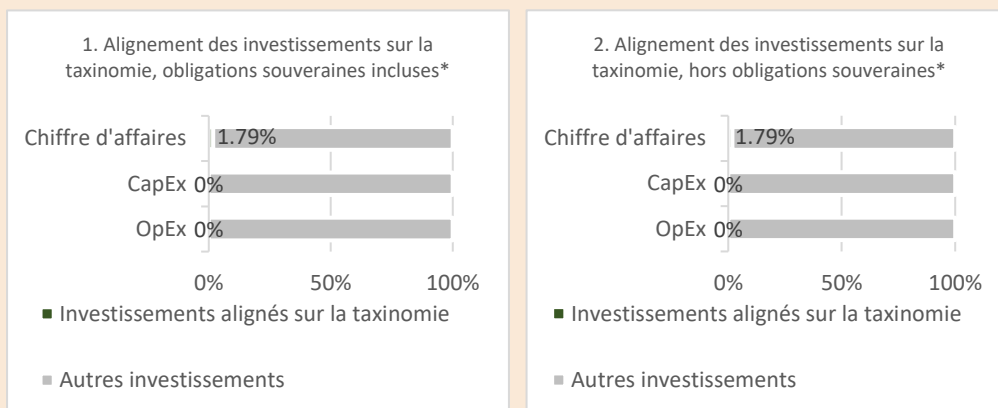 1. Alignement des investissements sur la
taxinomie, obligations souveraines incluses*
Chiffre d'affaires 1.79%
CapEx 0%
OpEx 0%
0% 50% 100%
Investissements alignés sur la taxinomie
Autres investissements
2. Alignement des investissements sur la
taxinomie, hors obligations souveraines*
Chiffre d'affaires 1.79%
CapEx 0%
OpEx 0%
0% 50% 100%
Investissements alignés sur la taxinomie
Autres investissements